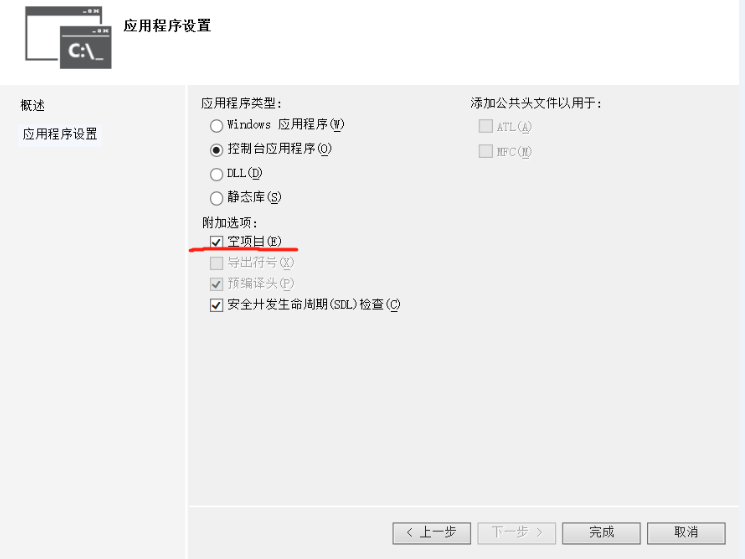 C:\_
应用程序设置
概述
应用程序设置
应用程序类型:
Windows 应用程序(W)
控制台应用程序(O)
DLL(D)
静态库(S)
附加选项:
空项目(E)
导出符号(X)
预编译头(P)
安全开发生命周期(SDL)检查(C)
添加公共头文件以用于:
ATL(A)
MFC(M)
< 上一步
下一步 >
完成
取消